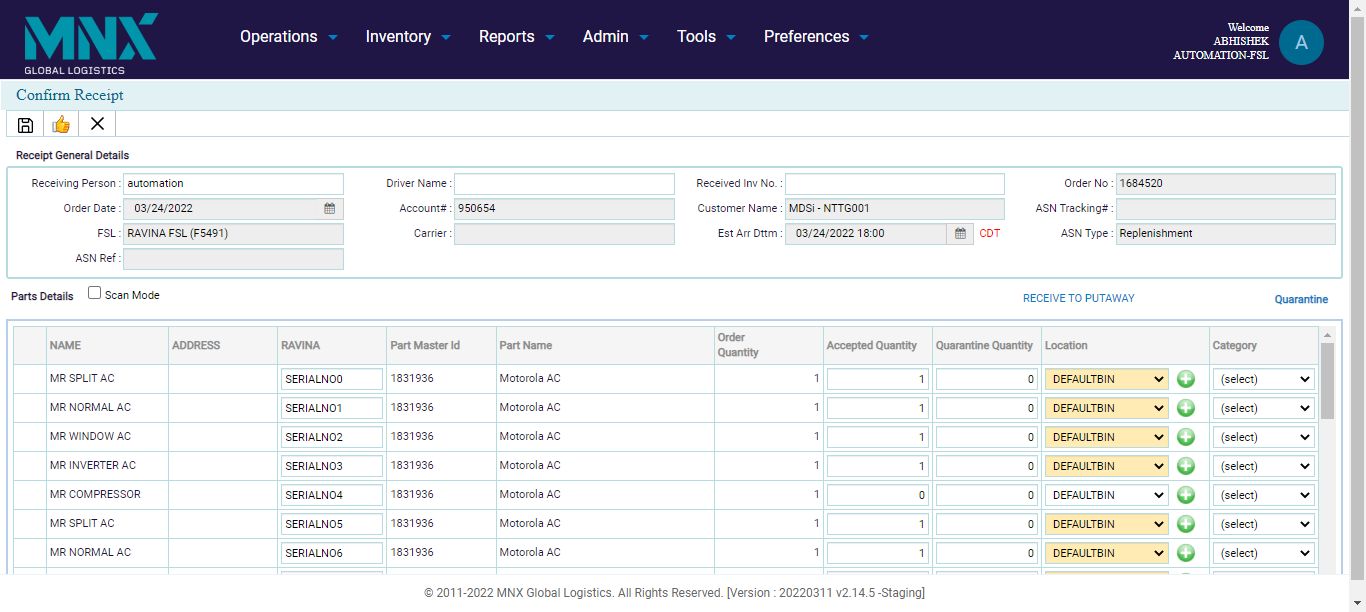 MNX
GLOBAL LOGISTICS
Operations Inventory Reports Admin Tools Preferences
Welcome
ABHISHEK
AUTOMATION-FSL
A
Confirm Receipt
Receipt General Details
Receiving Person : automation Driver Name : Received Inv No. : Order No : 1684520
Order Date : 03/24/2022 Account# : 950654 Customer Name : MDSi - NTTG001 ASN Tracking# :
FSL : RAVINA FSL (F5491) Carrier : Est Arr Dttm : 03/24/2022 18:00 CDT ASN Type : Replenishment
ASN Ref :
Parts Details Scan Mode RECEIVE TO PUTAWAY Quarantine
NAME ADDRESS RAVINA Part Master Id Part Name Order Quantity Accepted Quantity Quarantine Quantity Location Category
MR SPLIT AC SERIALNO0 1831936 Motorola AC 1 1 0 DEFAULTBIN (select)
MR NORMAL AC SERIALNO1 1831936 Motorola AC 1 1 0 DEFAULTBIN (select)
MR WINDOW AC SERIALNO2 1831936 Motorola AC 1 1 0 DEFAULTBIN (select)
MR INVERTER AC SERIALNO3 1831936 Motorola AC 1 1 0 DEFAULTBIN (select)
MR COMPRESSOR SERIALNO4 1831936 Motorola AC 1 0 0 DEFAULTBIN (select)
MR SPLIT AC SERIALNO5 1831936 Motorola AC 1 1 0 DEFAULTBIN (select)
MR NORMAL AC SERIALNO6 1831936 Motorola AC 1 1 0 DEFAULTBIN (select)
© 2011-2022 MNX Global Logistics. All Rights Reserved. [Version : 20220311 v2.14.5 -Staging]